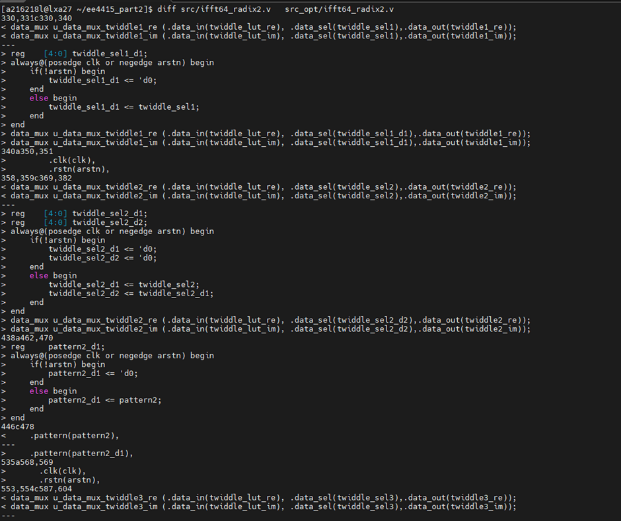 [a216218l@lxa27 ~/ee4415_part2]$ diff src/ifft64_radix2.v   src_opt/ifft64_radix2.v
330,331c330,340
< data_mux u_data_mux_twiddle1_re (.data_in(twiddle_lut_re), .data_sel(twiddle_sel1),.data_out(twiddle1_re));
< data_mux u_data_mux_twiddle1_im (.data_in(twiddle_lut_im), .data_sel(twiddle_sel1),.data_out(twiddle1_im));
---
> reg    [4:0] twiddle_sel1_d1;
> always@(posedge clk or negedge arstn) begin
>     if(!arstn) begin
>         twiddle_sel1_d1 <= 'd0;
>     end
>     else begin
>         twiddle_sel1_d1 <= twiddle_sel1;
>     end
> end
> data_mux u_data_mux_twiddle1_re (.data_in(twiddle_lut_re), .data_sel(twiddle_sel1_d1),.data_out(twiddle1_re));
> data_mux u_data_mux_twiddle1_im (.data_in(twiddle_lut_im), .data_sel(twiddle_sel1_d1),.data_out(twiddle1_im));
340a350,351
>         .clk(clk),
>         .rstn(arstn),
358,359c369,382
< data_mux u_data_mux_twiddle2_re (.data_in(twiddle_lut_re), .data_sel(twiddle_sel2),.data_out(twiddle2_re));
< data_mux u_data_mux_twiddle2_im (.data_in(twiddle_lut_im), .data_sel(twiddle_sel2),.data_out(twiddle2_im));
---
> reg    [4:0] twiddle_sel2_d1;
> reg    [4:0] twiddle_sel2_d2;
> always@(posedge clk or negedge arstn) begin
>     if(!arstn) begin
>         twiddle_sel2_d1 <= 'd0;
>         twiddle_sel2_d2 <= 'd0;
>     end
>     else begin
>         twiddle_sel2_d1 <= twiddle_sel2;
>         twiddle_sel2_d2 <= twiddle_sel2_d1;
>     end
> end
> data_mux u_data_mux_twiddle2_re (.data_in(twiddle_lut_re), .data_sel(twiddle_sel2_d2),.data_out(twiddle2_re));
> data_mux u_data_mux_twiddle2_im (.data_in(twiddle_lut_im), .data_sel(twiddle_sel2_d2),.data_out(twiddle2_im));
438a462,470
> reg     pattern2_d1;
> always@(posedge clk or negedge arstn) begin
>     if(!arstn) begin
>         pattern2_d1 <= 'd0;
>     end
>     else begin
>         pattern2_d1 <= pattern2;
>     end
> end
446c478
<     .pattern(pattern2),
---
>     .pattern(pattern2_d1),
535a568,569
>       .clk(clk),
>       .rstn(arstn),
553,554c587,604
< data_mux u_data_mux_twiddle3_re (.data_in(twiddle_lut_re), .data_sel(twiddle_sel3),.data_out(twiddle3_re));
< data_mux u_data_mux_twiddle3_im (.data_in(twiddle_lut_im), .data_sel(twiddle_sel3),.data_out(twiddle3_im));
---